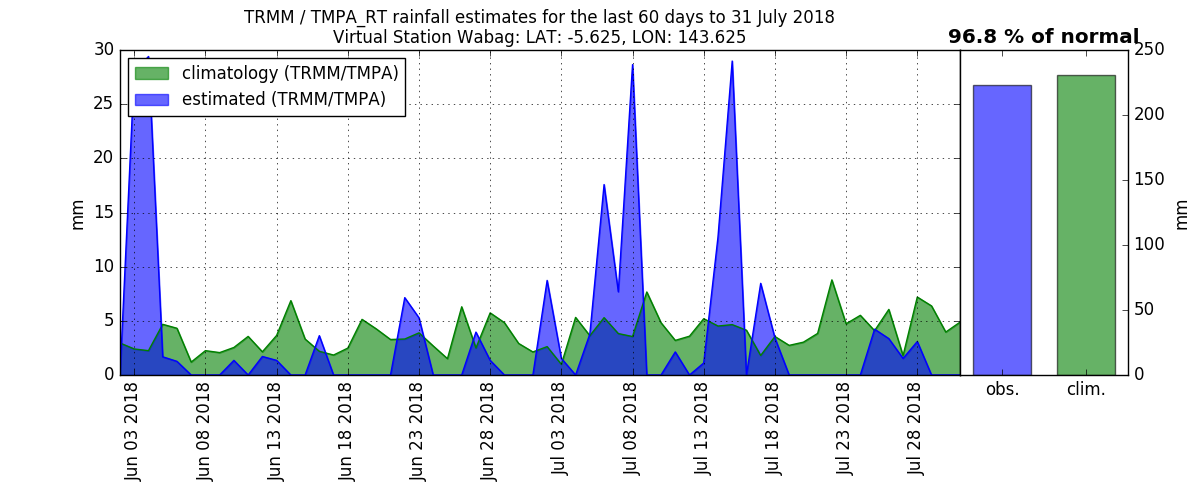 TRMM / TMPA_RT rainfall estimates for the last 60 days to 31 July 2018
Virtual Station Wabag: LAT: -5.625, LON: 143.625
96.8 % of normal
climatology (TRMM/TMPA)
estimated (TRMM/TMPA)
30
25
20
15
10
5
0
mm
Jun 03 2018
Jun 08 2018
Jun 13 2018
Jun 18 2018
Jun 23 2018
Jun 28 2018
Jul 03 2018
Jul 08 2018
Jul 13 2018
Jul 18 2018
Jul 23 2018
Jul 28 2018
obs.
clim.
250
200
150
100
50
0
mm